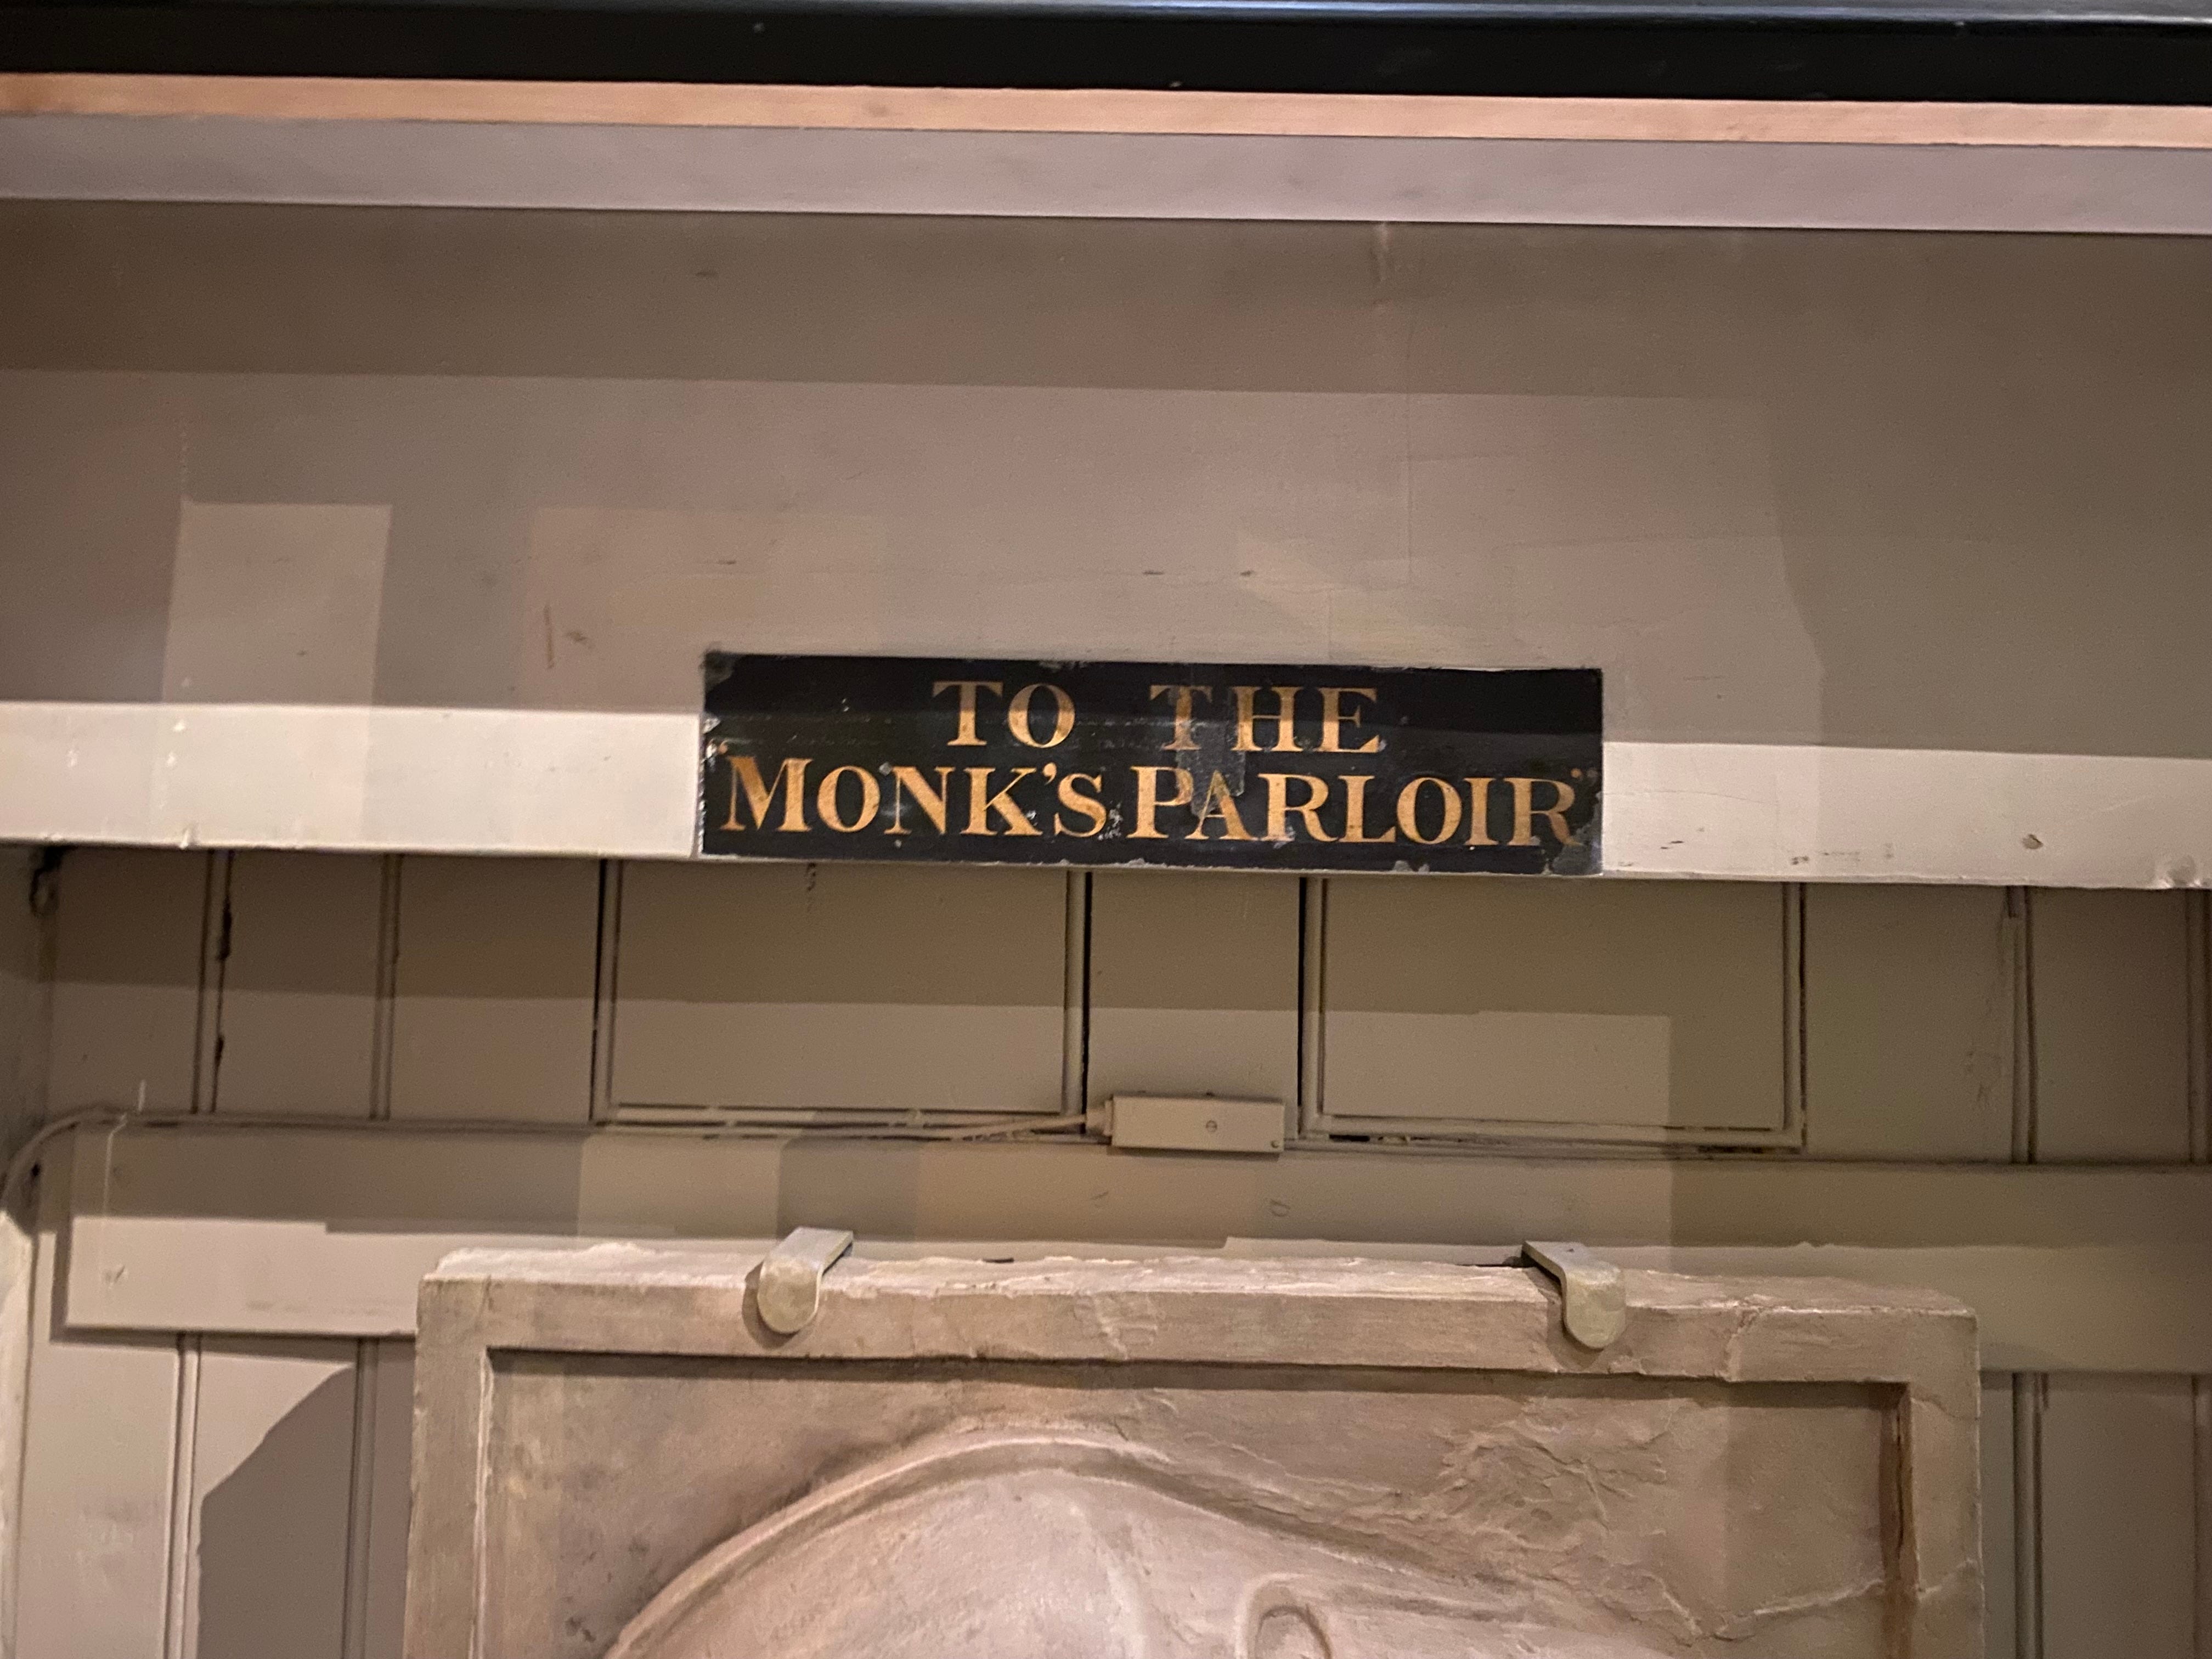 TO THE
"MONK'S PARLOIR"